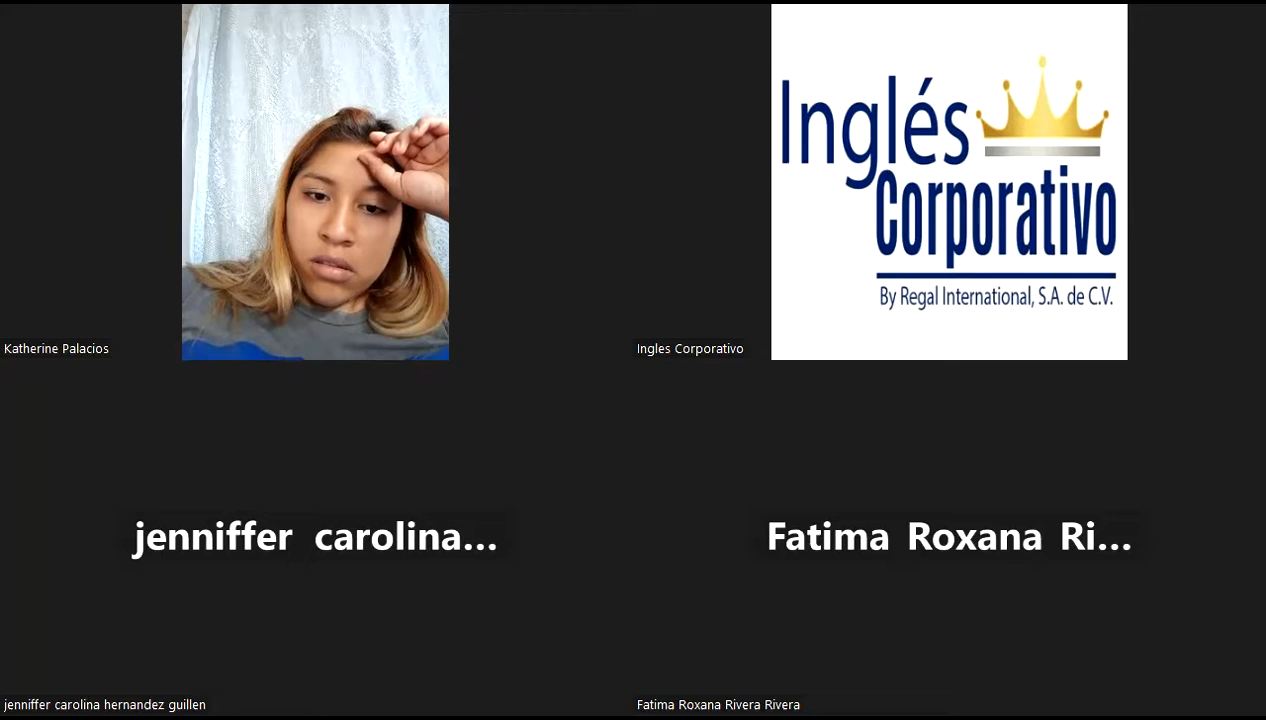 Inglés
Corporativo
By Regal International, S.A. de C.V.
Katherine Palacios
Ingles Corporativo
jenniffer carolina...
Fatima Roxana Ri...
jenniffer carolina hernandez guillen
Fatima Roxana Rivera Rivera